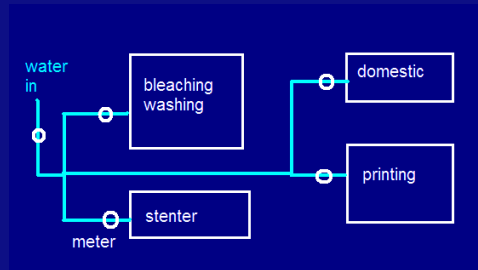 water
in
bleaching
washing
domestic
printing
stenter
meter